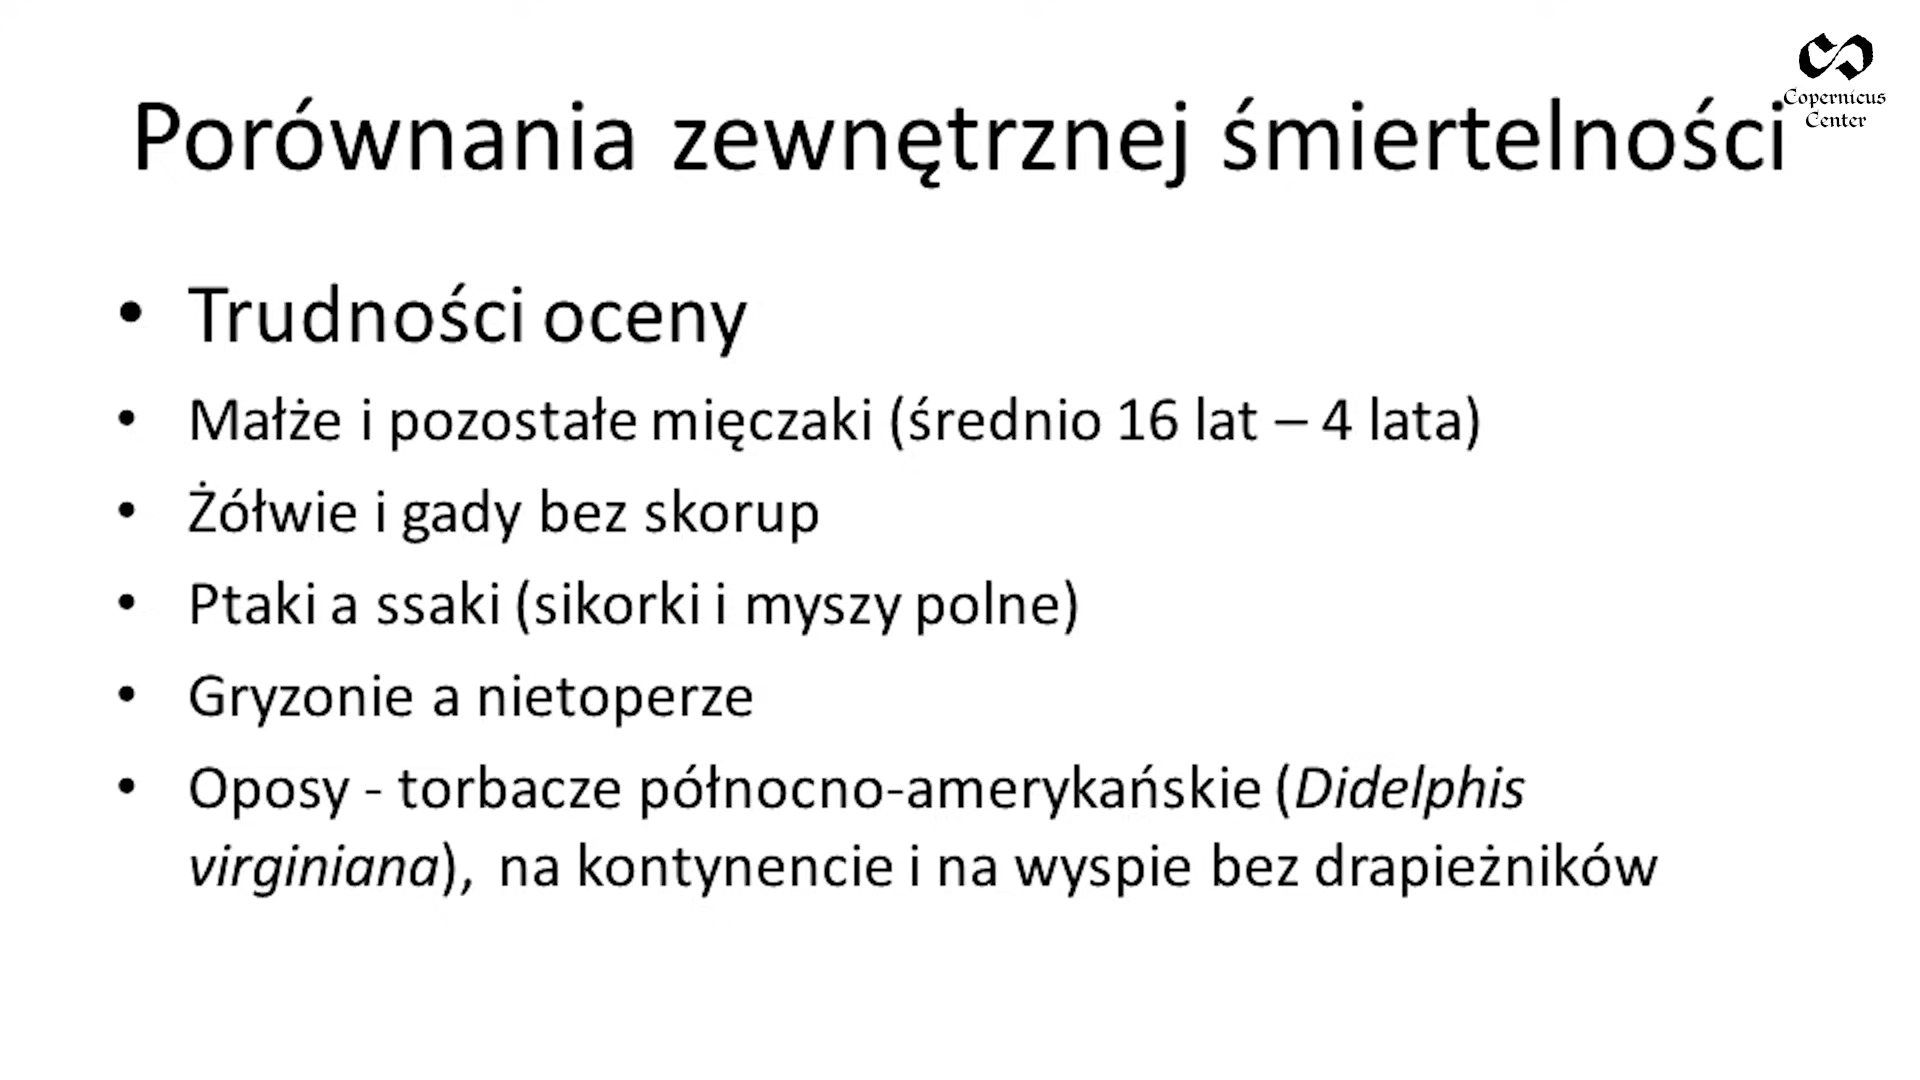 Copernicus
Center
Porównania zewnętrznej śmiertelności
• Trudności oceny
• Małże i pozostałe mięczaki (średnio 16 lat – 4 lata)
• Żółwie i gady bez skorup
• Ptaki a ssaki (sikorki i myszy polne)
• Gryzonie a nietoperze
• Oposy - torbacze północno-amerykańskie (Didelphis
virginiana), na kontynencie i na wyspie bez drapieżników